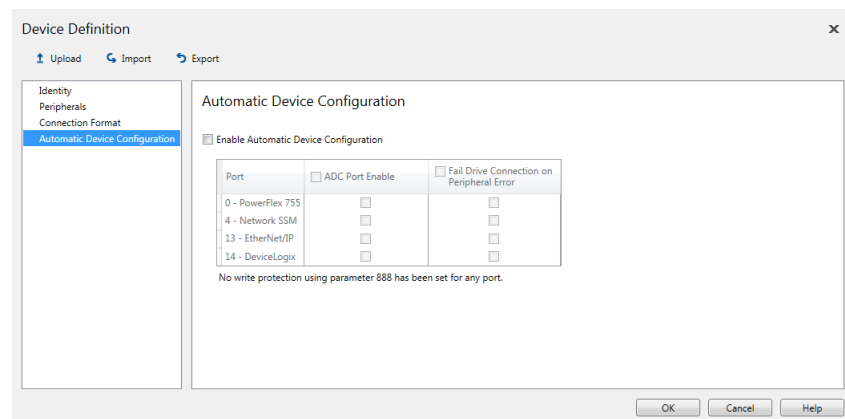 Device Definition
x
Upload Import Export
Identity
Peripherals
Connection Format
Automatic Device Configuration
Automatic Device Configuration
Enable Automatic Device Configuration
Port ADC Port Enable Fail Drive Connection on
Peripheral Error
0 - PowerFlex 755
4 - Network SSM
13 - EtherNet/IP
14 - DeviceLogix
No write protection using parameter 888 has been set for any port.
OK Cancel Help